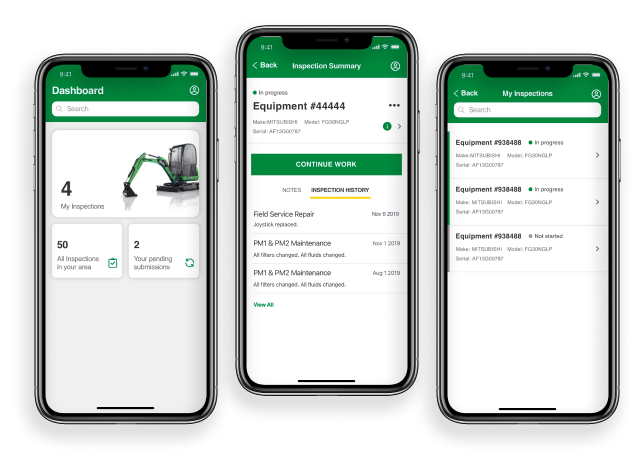 9:41
Dashboard
Search
4
My Inspections
50
All Inspections
in your area
2
Your pending
submissions
9:41
Back
Inspection Summary
In progress
Equipment #44444
Make:MITSUBISHI Model: FG30NGLP
Serial: AF13G00787
CONTINUE WORK
NOTES
INSPECTION HISTORY
Field Service Repair
Nov 8 2019
Joystick replaced.
PM1 & PM2 Maintenance
Nov 1 2019
All filters changed. All fluids changed.
PM1 & PM2 Maintenance
Aug 1 2019
All filters changed. All fluids changed.
View All
9:41
Back
My Inspections
Search
Equipment #938488 In progress
Make:MITSUBISHI Model: FG30NGLP
Serial: AF13G00787
Equipment #938488 In progress
Make: MITSUBISHI Model: FG30NGLP
Serial: AF13G00787
Equipment #938488 Not started
Make: MITSUBISHI Model: FG30NGLP
Serial: AF13G00787